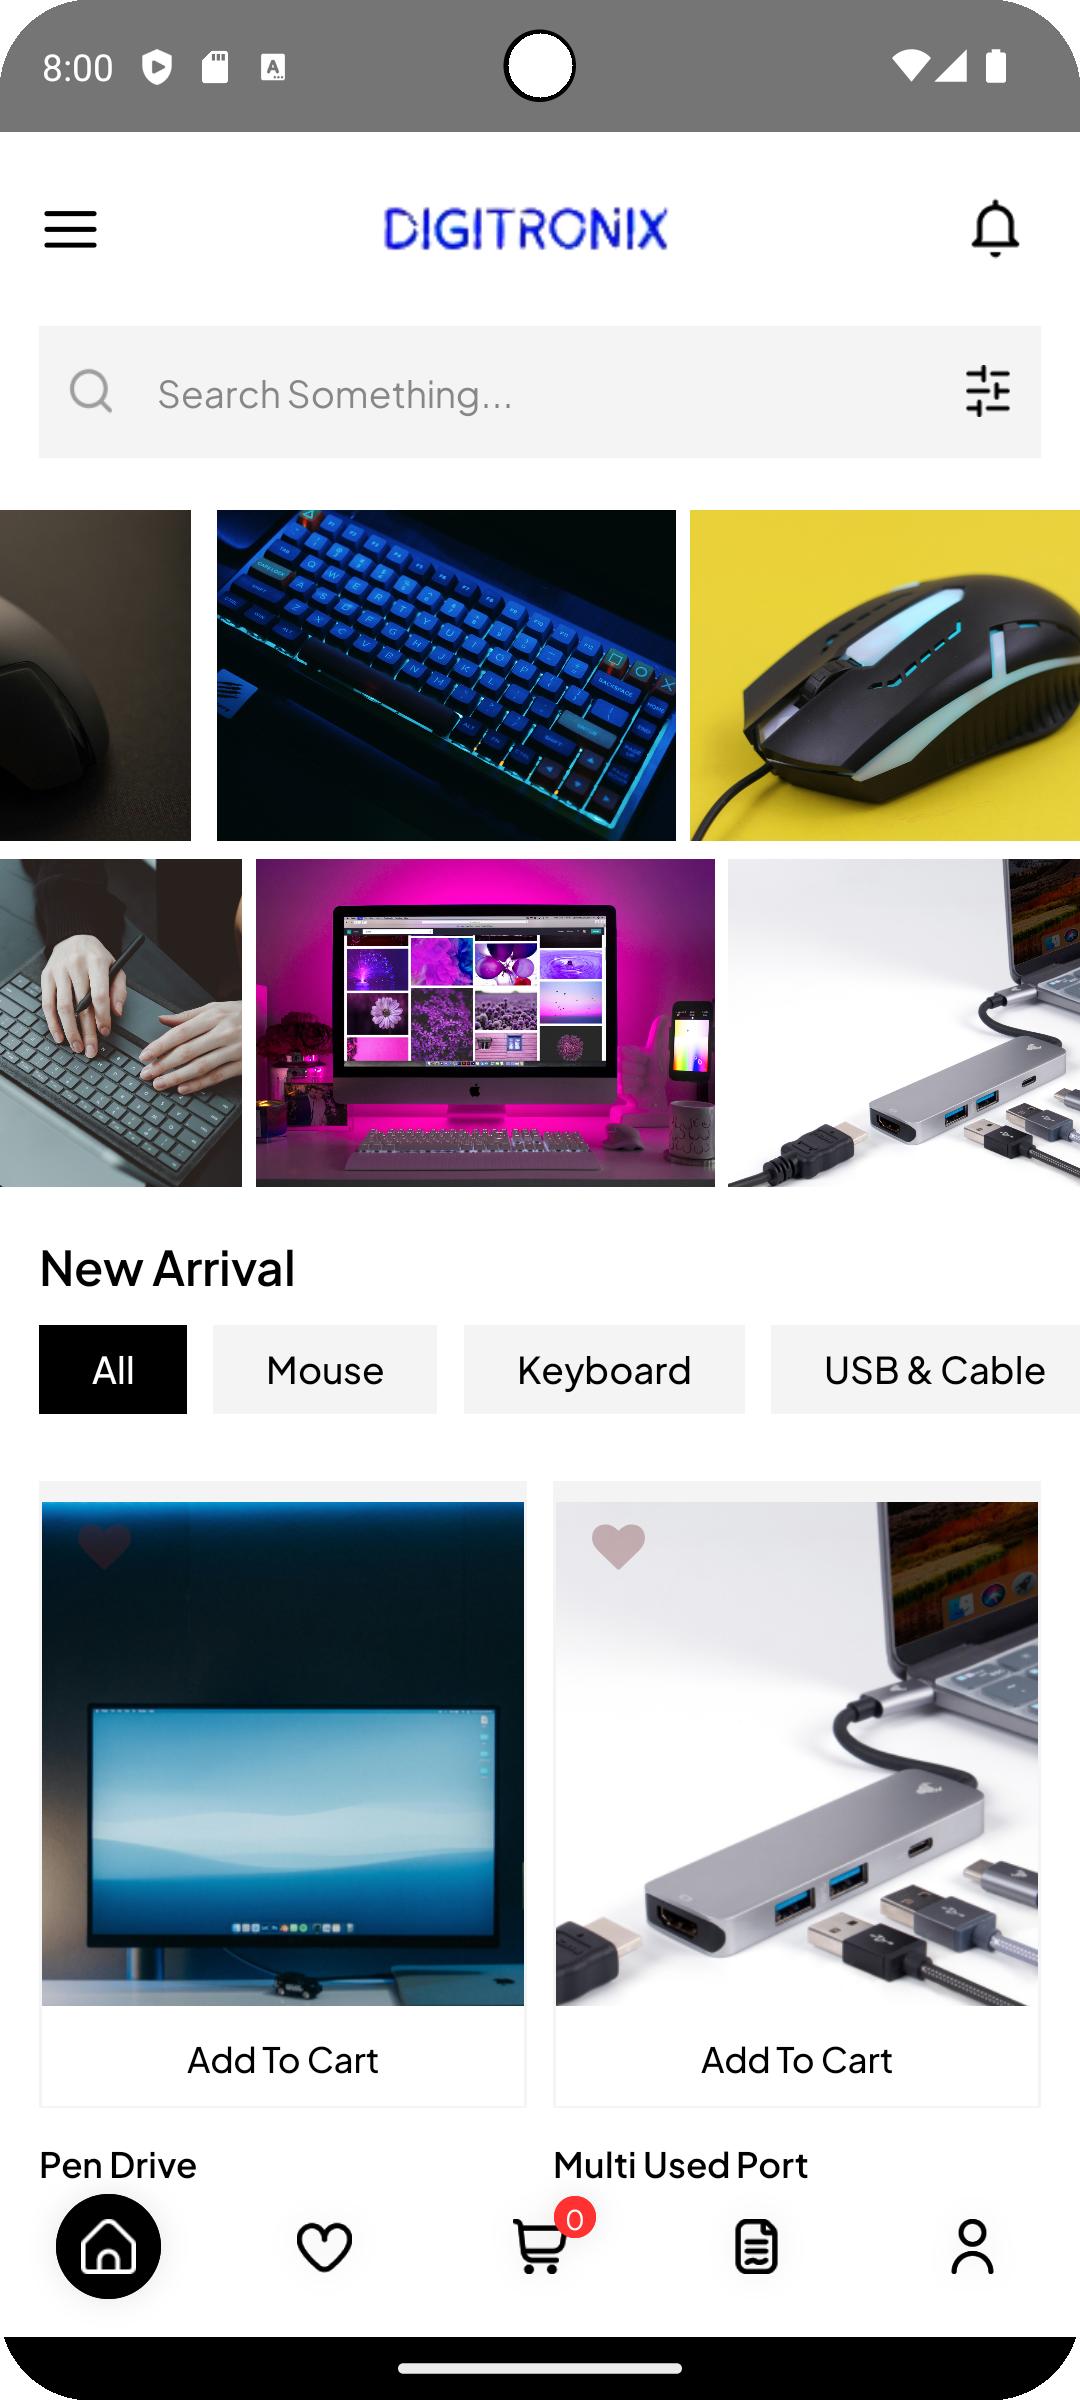 8:00
DIGITRONIX
Search Something...
New Arrival
All
Mouse
Keyboard
USB & Cable
Add To Cart
Add To Cart
Pen Drive
Multi Used Port
0